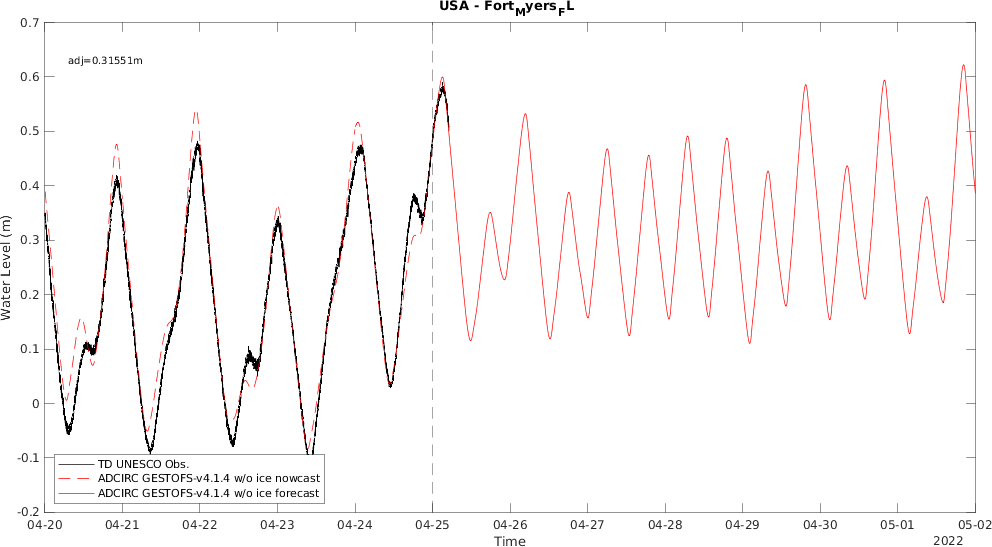 USA - FortMyersFL
adj=0.31551m
0.7
0.6
0.5
0.4
0.3
0.2
0.1
0
-0.1
-0.2
Water Level (m)
TD UNESCO Obs.
ADCIRC GESTOFS-v4.1.4 w/o ice nowcast
ADCIRC GESTOFS-v4.1.4 w/o ice forecast
04-20 04-21 04-22 04-23 04-24 04-25 04-26 04-27 04-28 04-29 04-30 05-01 05-02
Time
2022